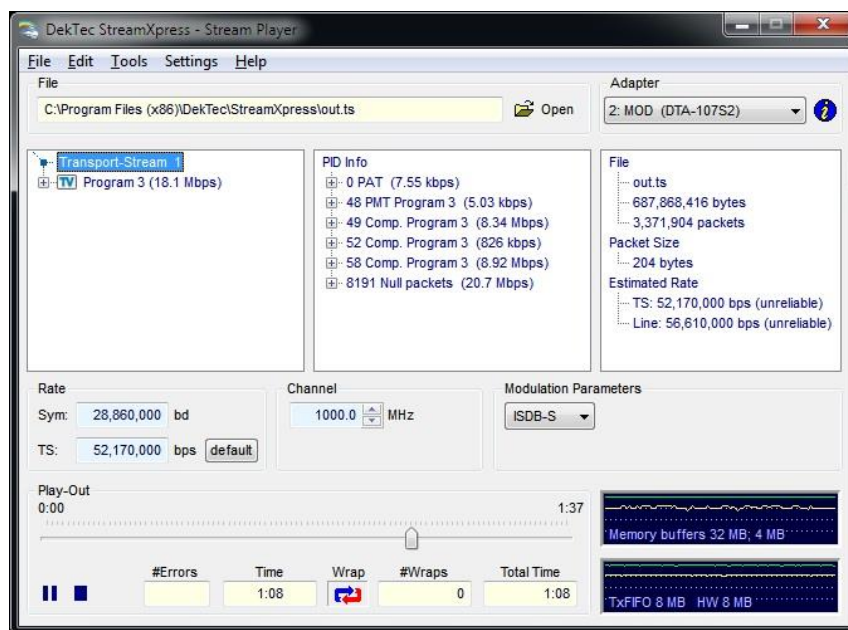 DekTec StreamXpress - Stream Player
File Edit Tools Settings Help
File
C:\Program Files (x86)\DekTec\StreamXpress\out.ts
Open
Adapter
2: MOD (DTA-107S2)
Transport-Stream 1
TV Program 3 (18.1 Mbps)
PID Info
0 PAT (7.55 kbps)
48 PMT Program 3 (5.03 kbps)
49 Comp. Program 3 (8.34 Mbps)
52 Comp. Program 3 (826 kbps)
58 Comp. Program 3 (8.92 Mbps)
8191 Null packets (20.7 Mbps)
File
out.ts
687,868,416 bytes
3,371,904 packets
Packet Size
204 bytes
Estimated Rate
TS: 52,170,000 bps (unreliable)
Line: 56,610,000 bps (unreliable)
Rate
Sym: 28,860,000 bd
TS: 52,170,000 bps default
Channel
1000.0 MHz
Modulation Parameters
ISDB-S
Play-Out
0:00 1:37
#Errors Time Wrap #Wraps Total Time
1:08 0 1:08
Memory buffers 32 MB; 4 MB
TxFIFO 8 MB HW 8 MB